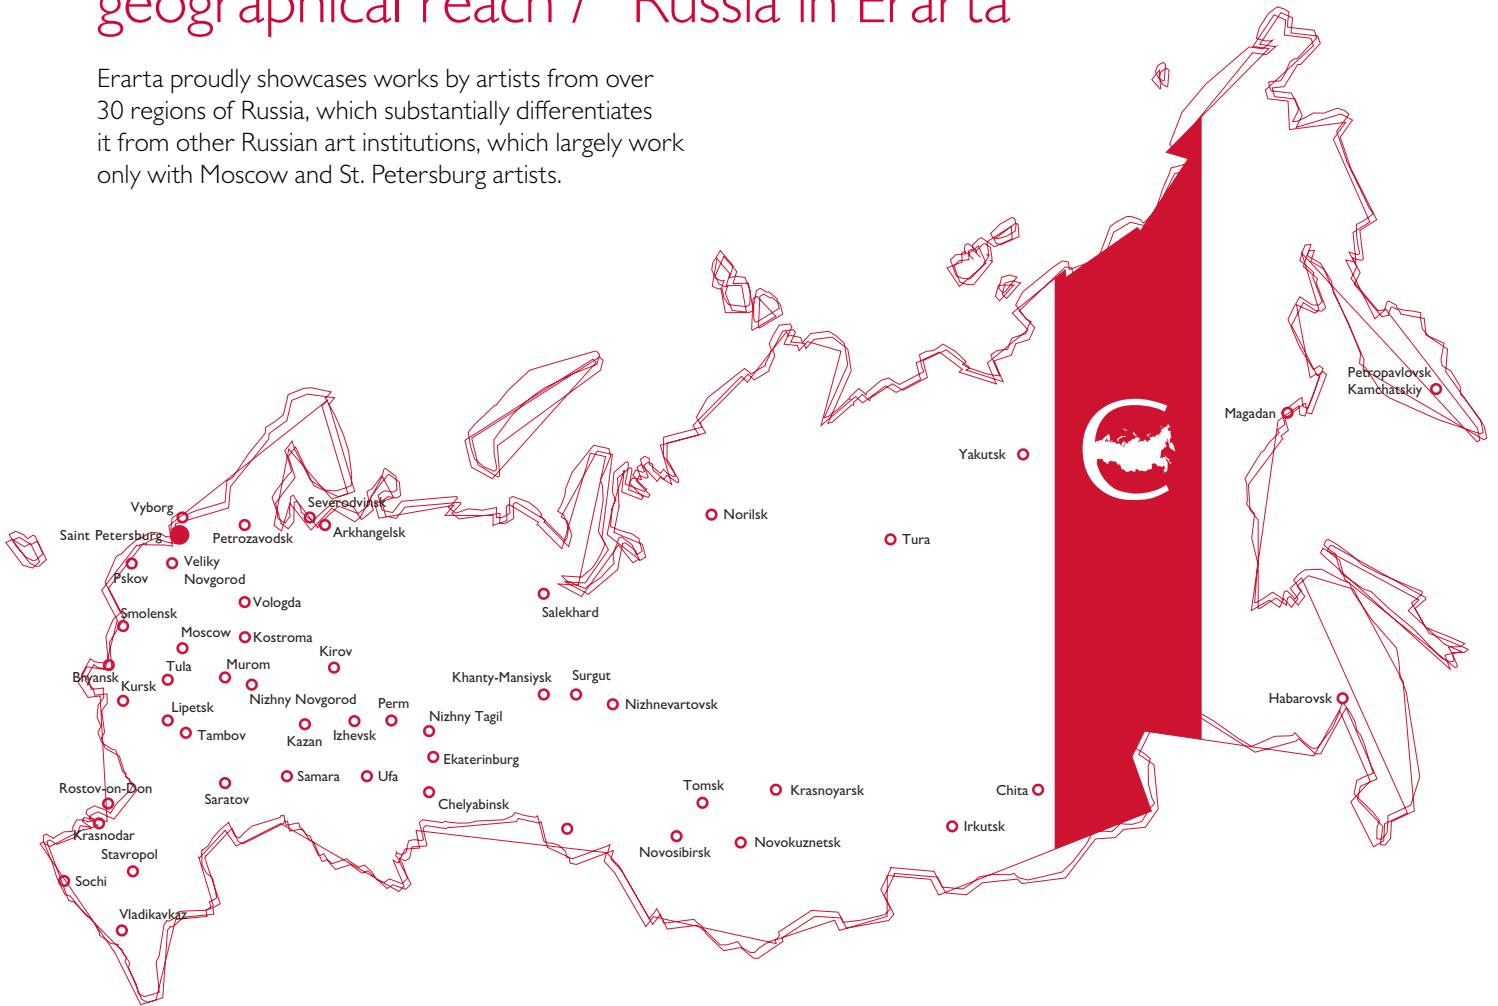 geographical reach / Russia in Erarta
Erarta proudly showcases works by artists from over
30 regions of Russia, which substantially differentiates
it from other Russian art institutions, which largely work
only with Moscow and St. Petersburg artists.
Petropavlovsk
Kamchatskiy
Magadan
Yakutsk
Vyborg
Severodvinsk
Norilsk
Saint Petersburg
Petrozavodsk
Arkhangelsk
Tura
Pskov
Veliky
Novgorod
Vologda
Salekhard
Smolensk
Moscow
Kostroma
Kirov
Bryansk
Tula
Murom
Khanty-Mansiysk
Surgut
Kursk
Nizhny Novgorod
Perm
Nizhnevartovsk
Habarovsk
Lipetsk
Nizhny Tagil
Tambov
Kazan
Izhevsk
Ekaterinburg
Samara
Ufa
Rostov-on-Don
Saratov
Chelyabinsk
Tomsk
Krasnoyarsk
Chita
Krasnodar
Irkutsk
Stavropol
Novosibirsk
Novokuznetsk
Sochi
Vladikavkaz